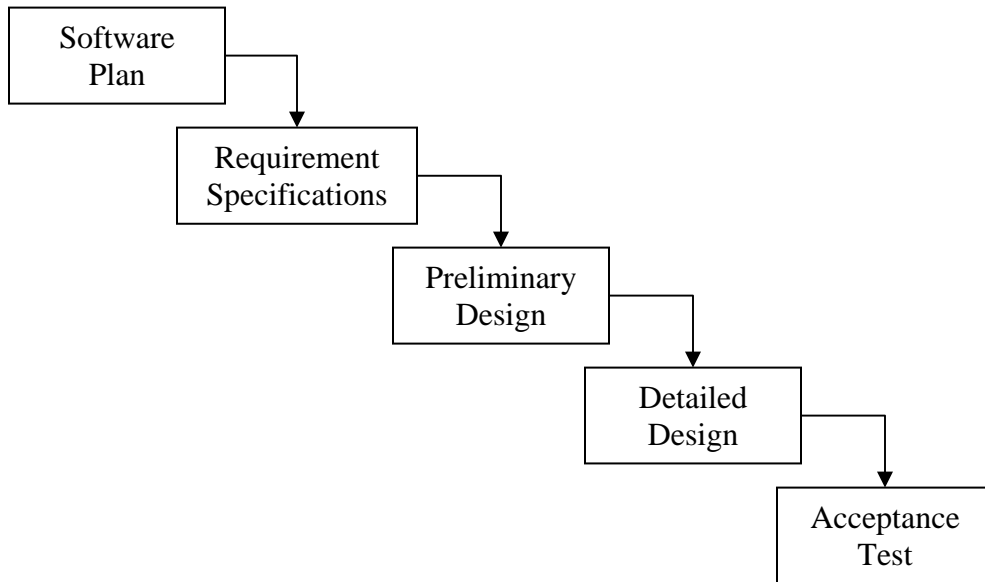 Software
Plan
Requirement
Specifications
Preliminary
Design
Detailed
Design
Acceptance
Test